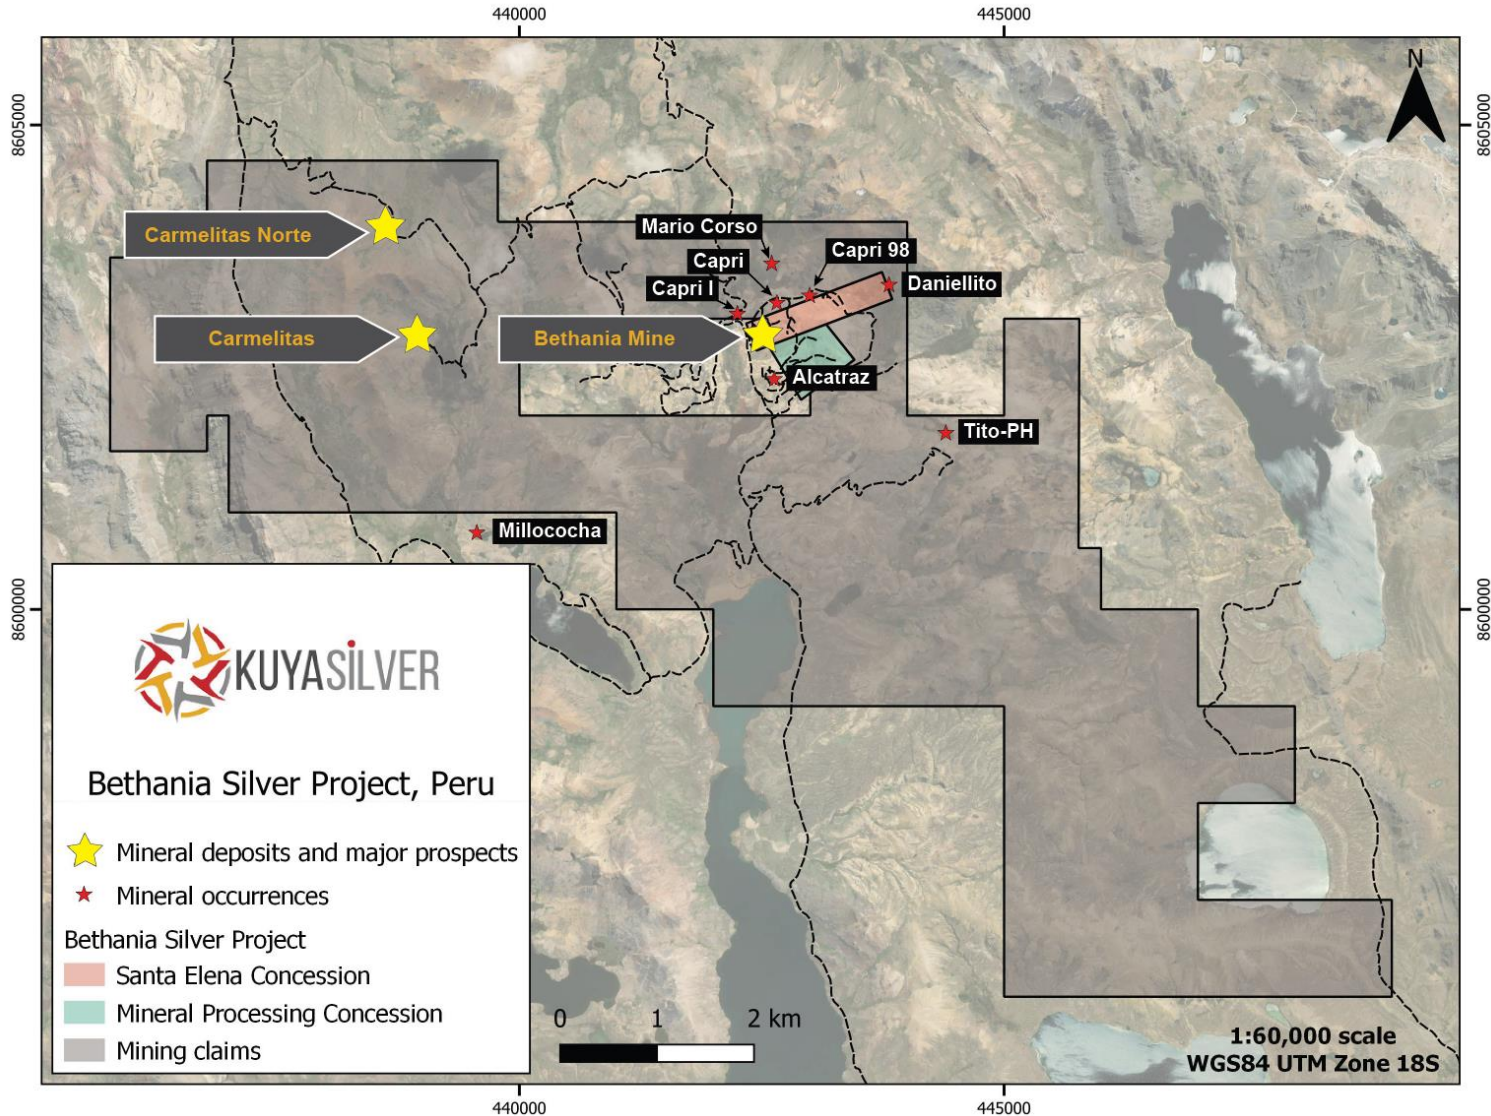 440000
445000
N
8605000
8605000
Mario Corso
Carmelitas Norte
Capri
Capri 98
Capri I
Daniellito
Carmelitas
Bethania Mine
Alcatraz
Tito-PH
Millococha
8600000
8600000
KUYASILVER
Bethania Silver Project, Peru
Mineral deposits and major prospects
Mineral occurrences
Bethania Silver Project
Santa Elena Concession
Mineral Processing Concession
Mining claims
0 1 2 km
1:60,000 scale
WGS84 UTM Zone 18S
440000
445000